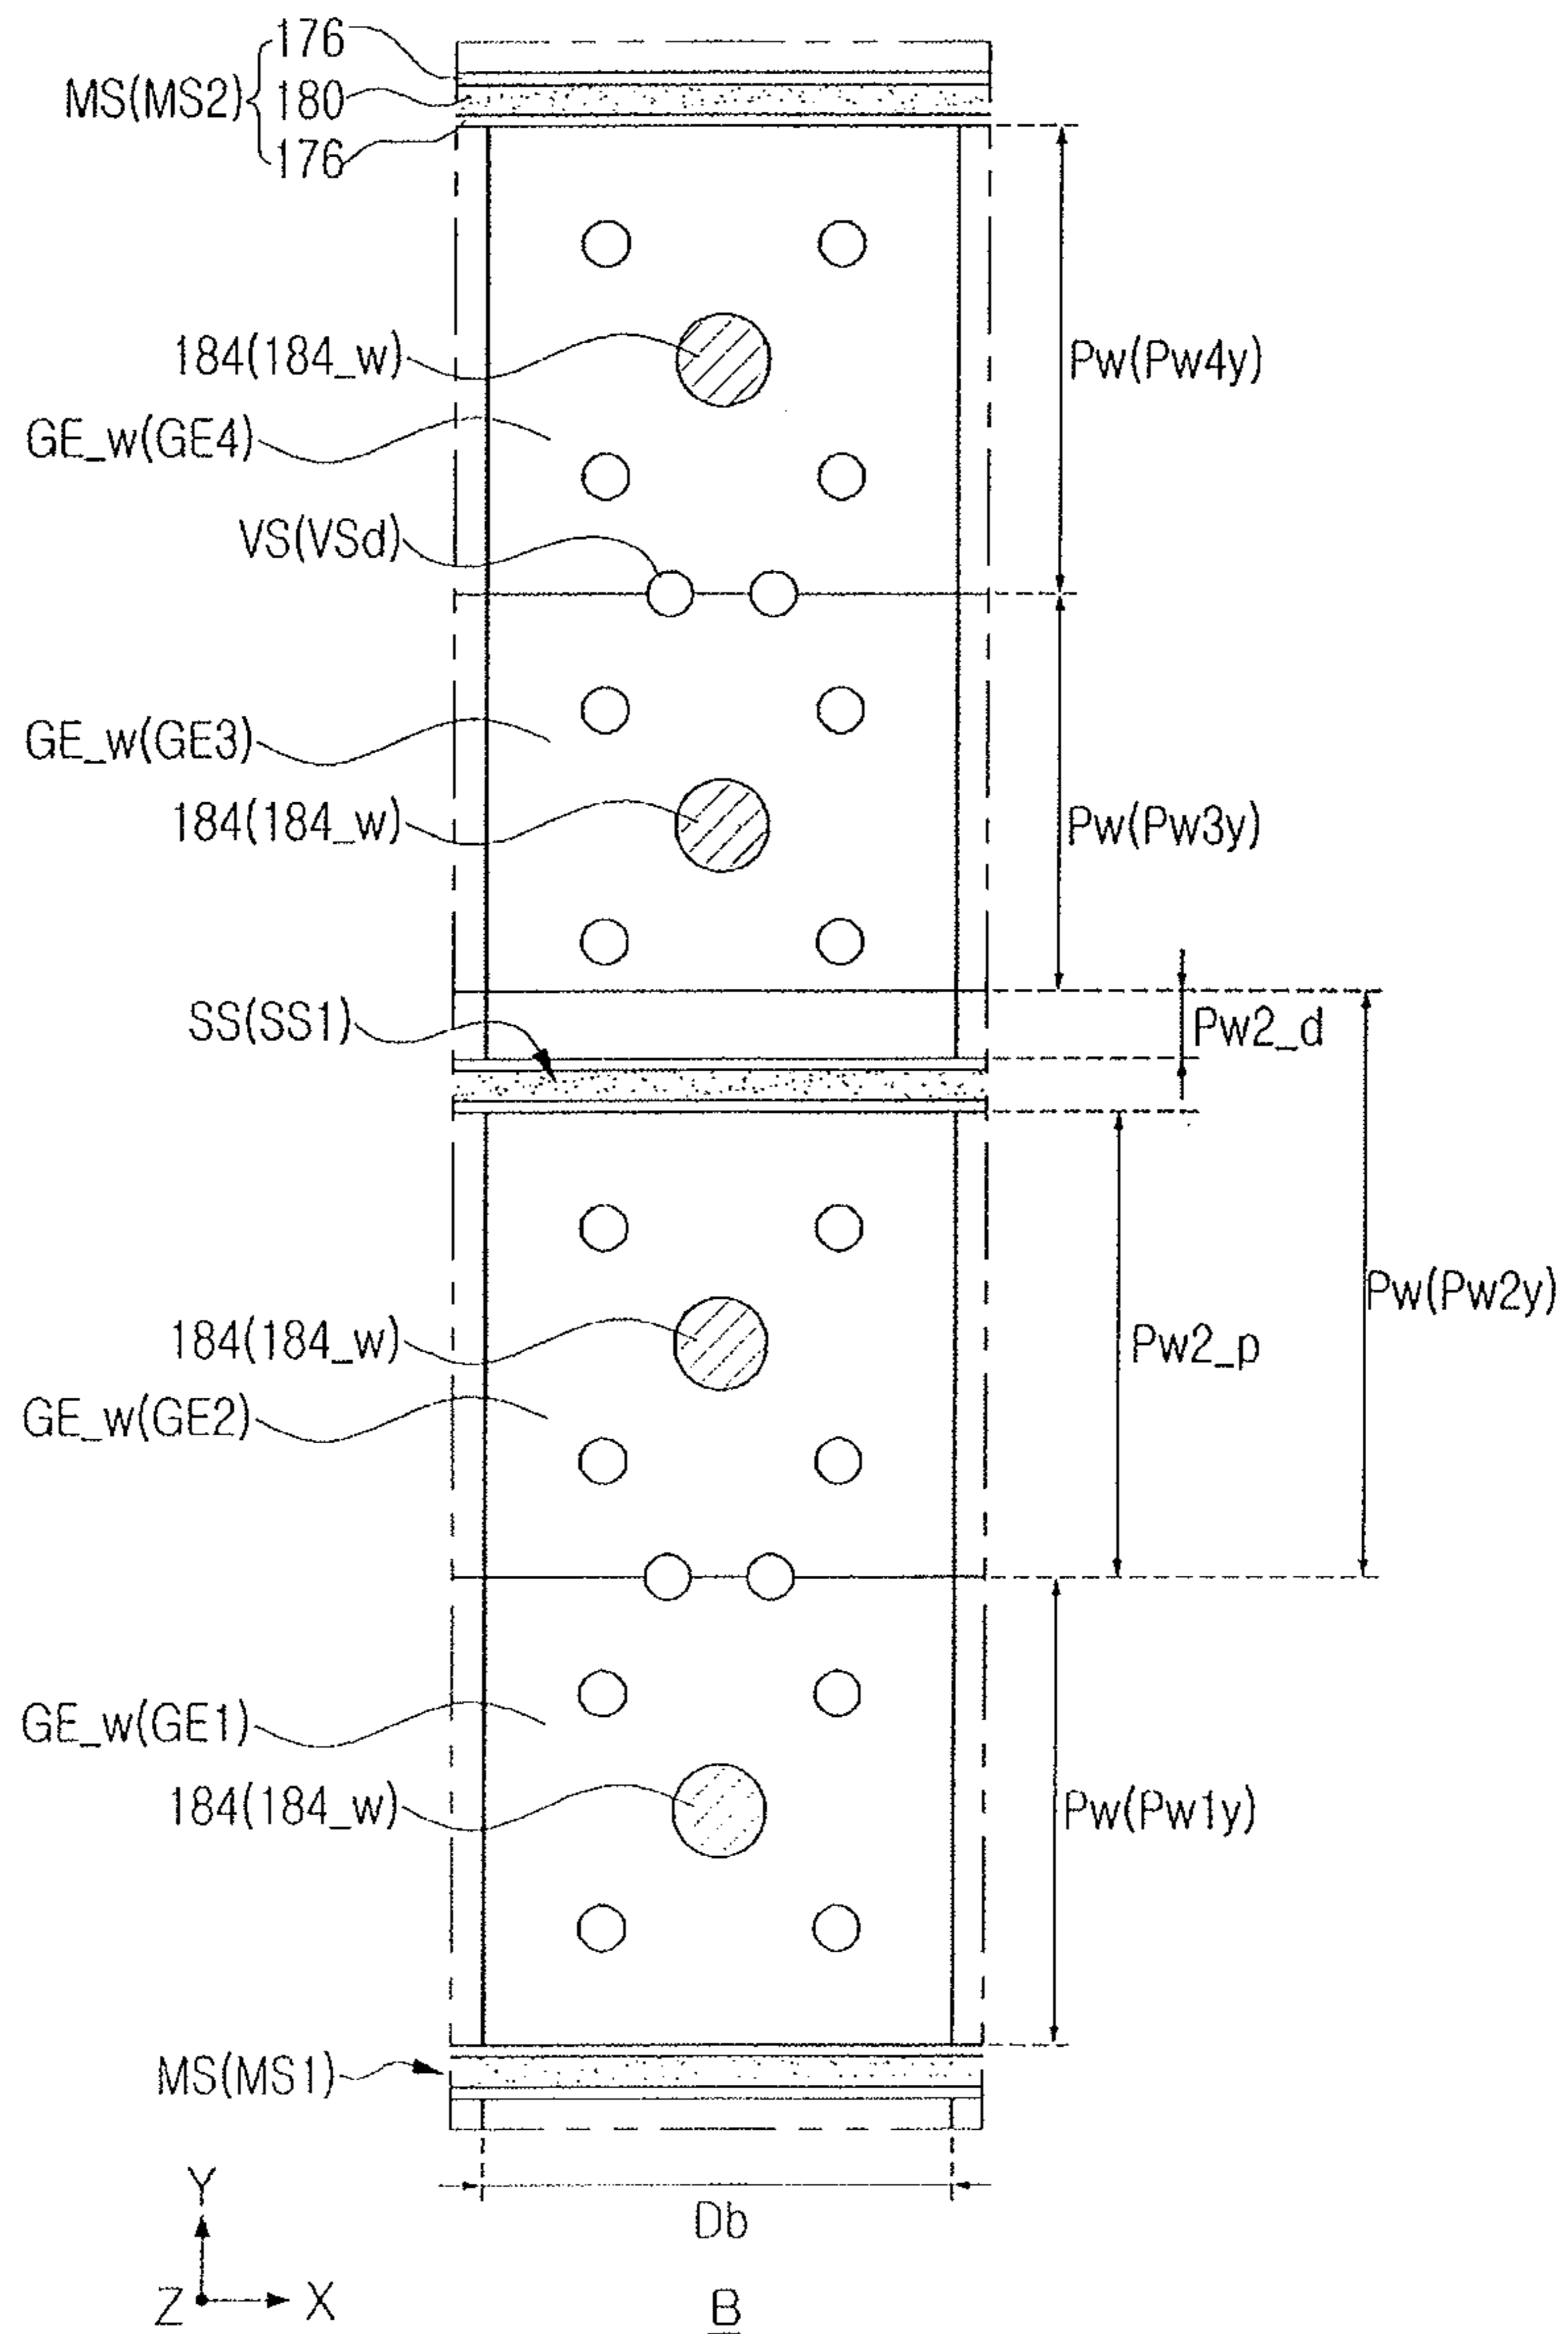 176
MS(MS2)
180
176
184(184_w)
Pw(Pw4y)
GE_w(GE4)
VS(VSd)
GE_w(GE3)
184(184_w)
Pw(Pw3y)
SS(SS1)
Pw2_d
Pw(Pw2y)
184(184_w)
Pw2_p
GE_w(GE2)
GE_w(GE1)
184(184_w)
Pw(Pw1y)
MS(MS1)
Y
Db
Z
X
B